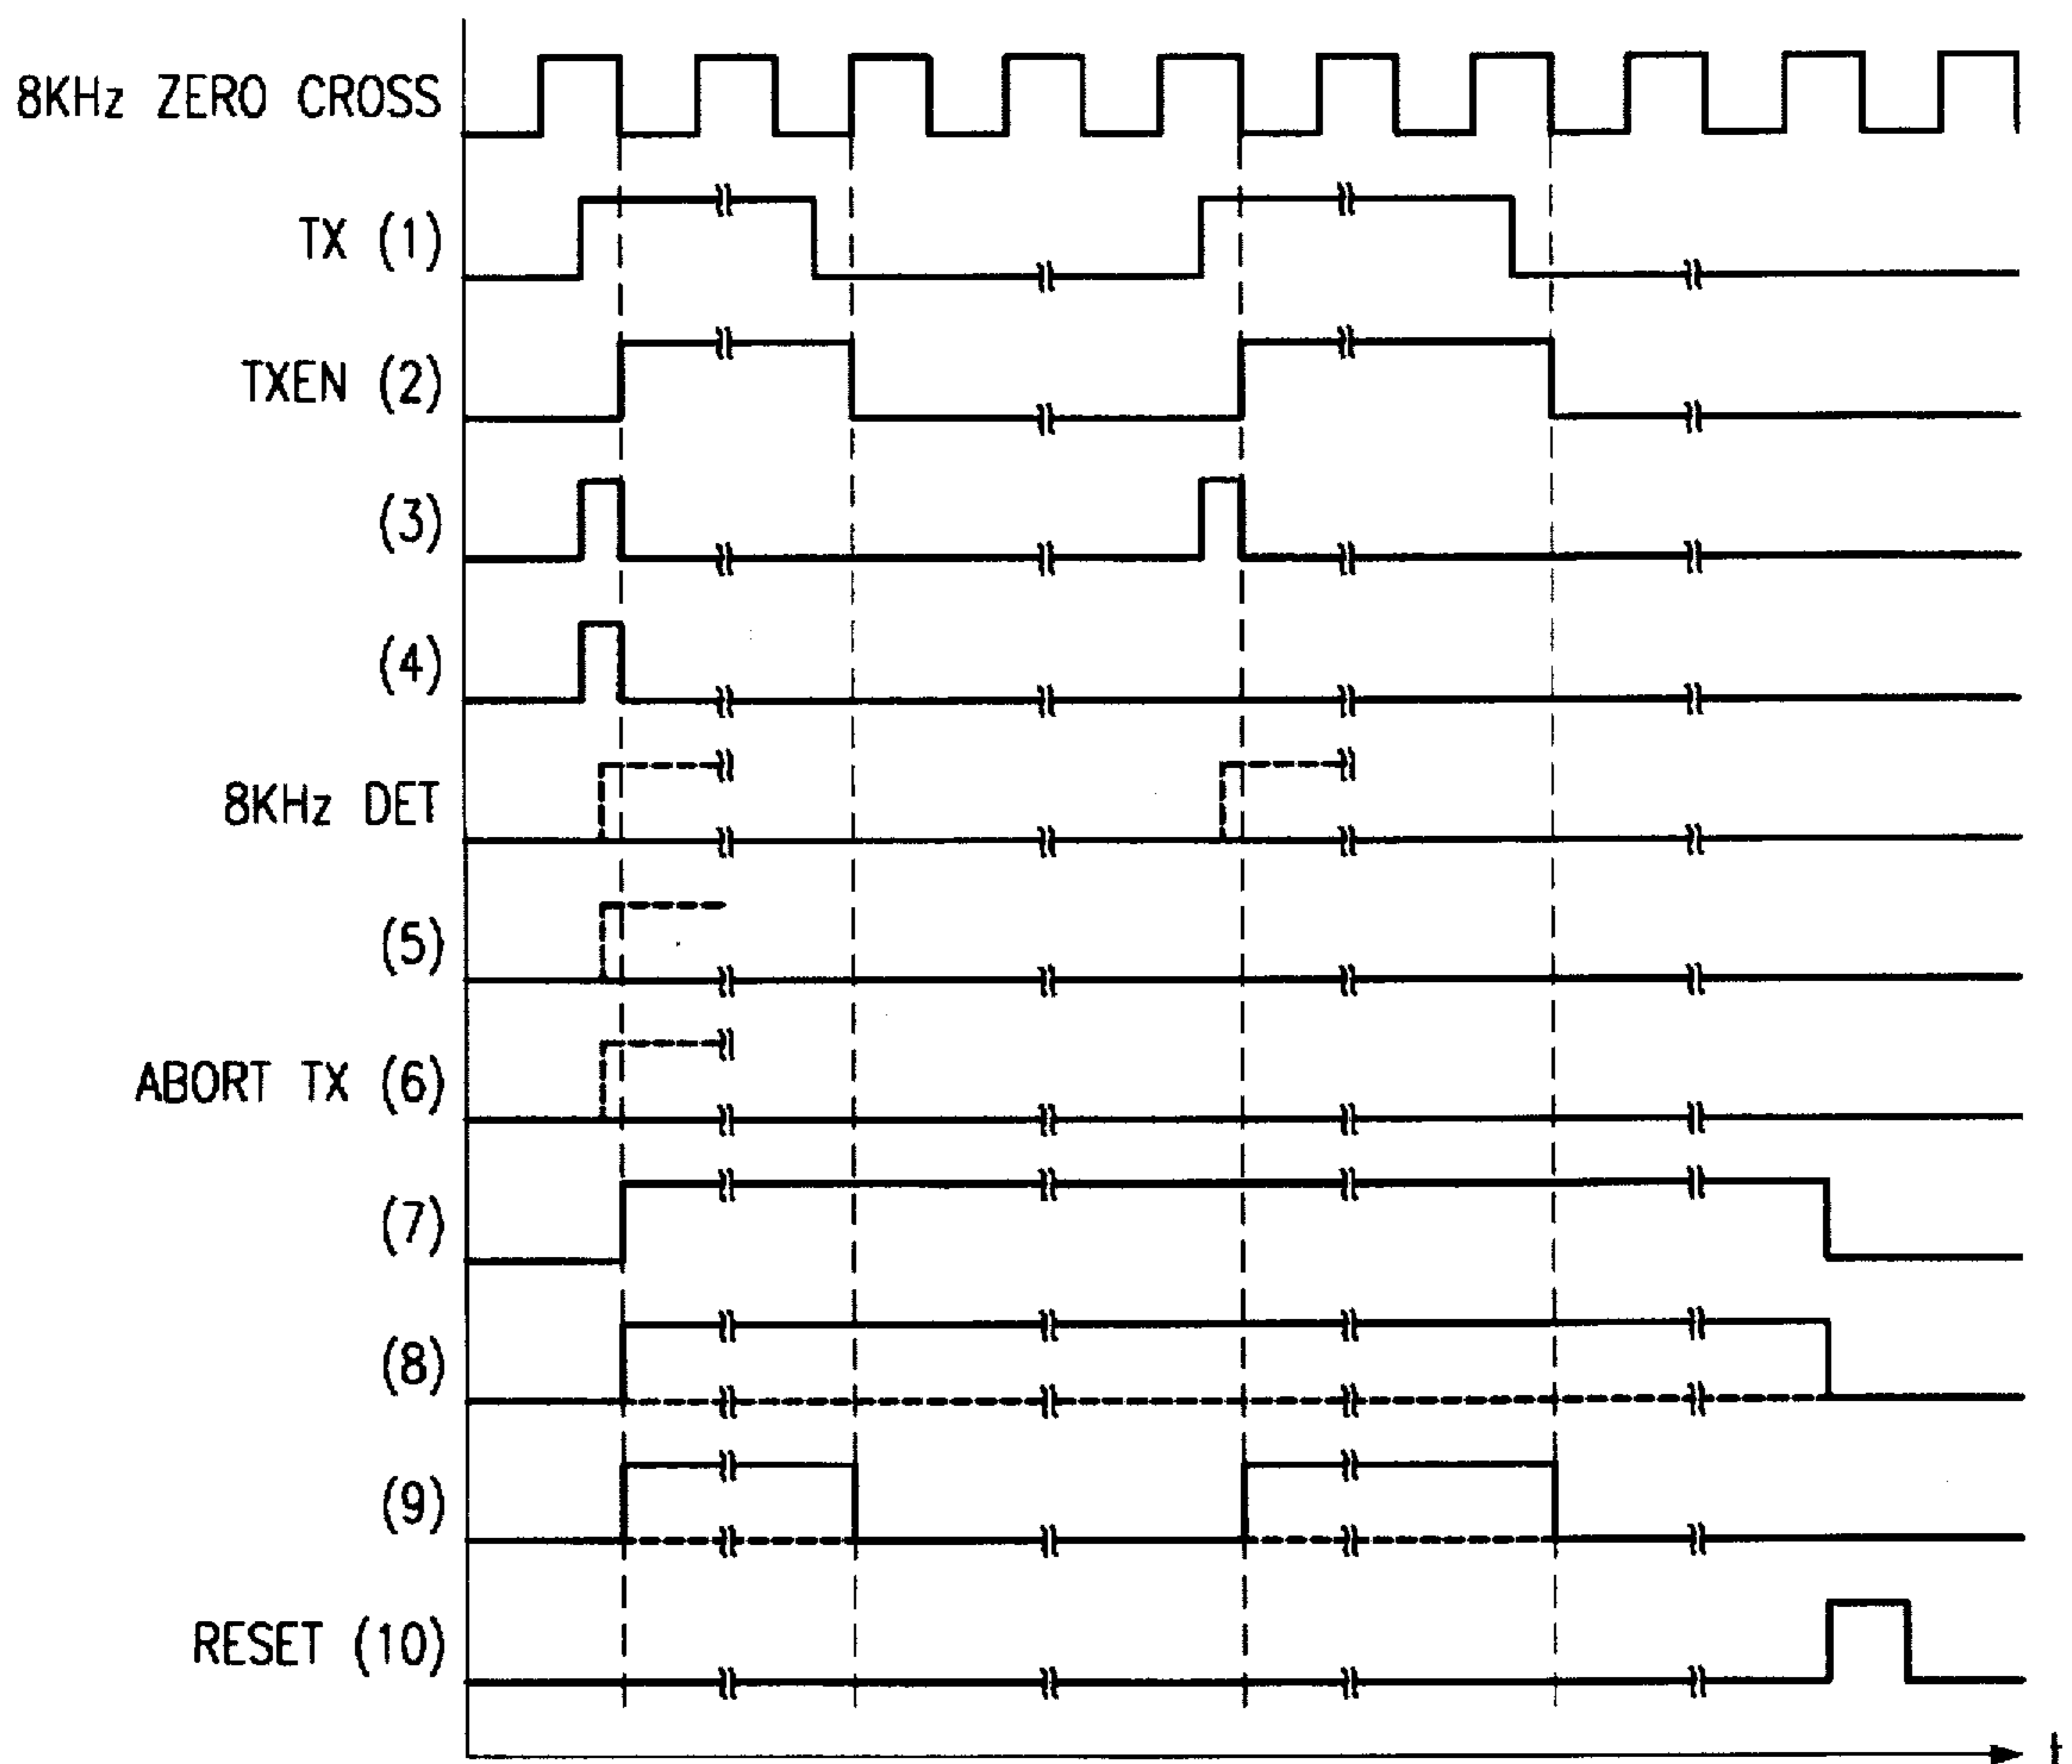 8KHz ZERO CROSS
TX (1)
TXEN (2)
(3)
(4)
8KHz DET
(5)
ABORT TX (6)
(7)
(8)
(9)
RESET (10)
t